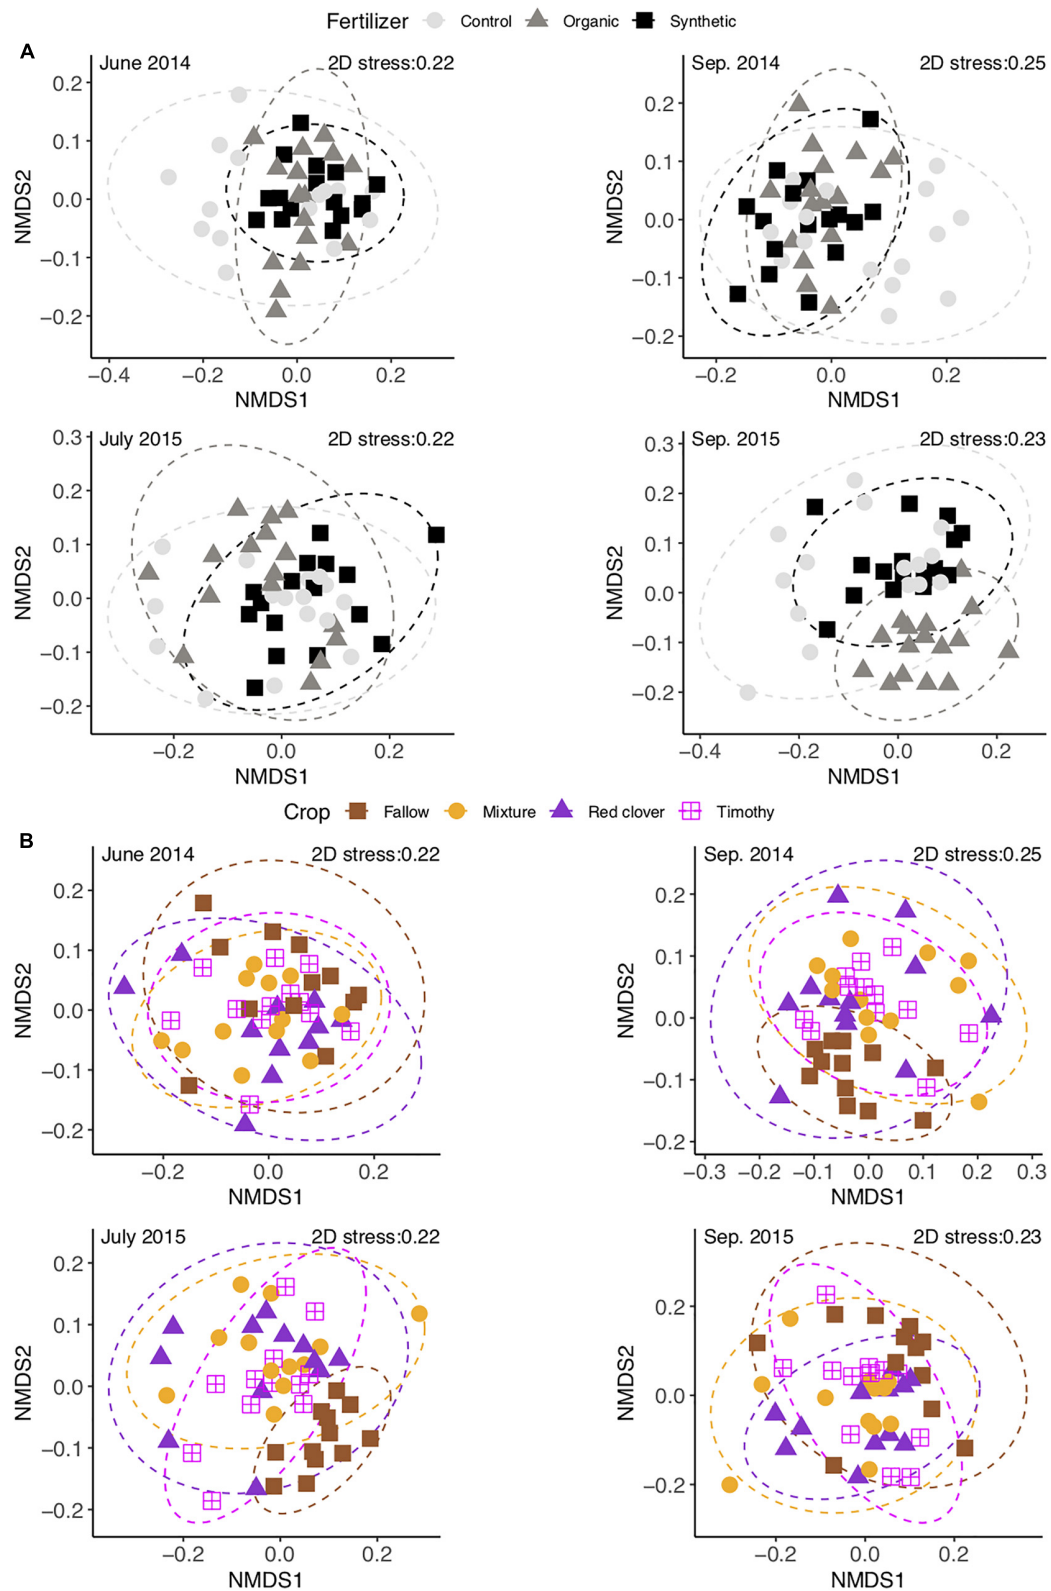 Fertilizer Control Organic Synthetic
A
June 2014 2D stress:0.22
0.2
0.1
0.0
−0.1
−0.2
NMDS2
−0.4 −0.2 0.0 0.2
NMDS1
Sep. 2014 2D stress:0.25
0.2
0.1
0.0
−0.1
−0.2
NMDS2
−0.2 0.0 0.2
NMDS1
July 2015 2D stress:0.22
0.3
0.2
0.1
0.0
−0.1
−0.2
NMDS2
−0.2 0.0 0.2
NMDS1
Sep. 2015 2D stress:0.23
0.3
0.2
0.1
0.0
−0.1
−0.2
NMDS2
−0.4 −0.2 0.0 0.2
NMDS1
Crop Fallow Mixture Red clover Timothy
B
June 2014 2D stress:0.22
0.2
0.1
0.0
−0.1
−0.2
NMDS2
−0.2 0.0 0.2
NMDS1
Sep. 2014 2D stress:0.25
0.2
0.1
0.0
−0.1
−0.2
NMDS2
−0.3 −0.2 −0.1 0.0 0.1 0.2 0.3
NMDS1
July 2015 2D stress:0.22
0.2
0.1
0.0
−0.1
−0.2
NMDS2
−0.2 0.0 0.2
NMDS1
Sep. 2015 2D stress:0.23
0.2
0.0
−0.2
NMDS2
−0.2 0.0 0.2
NMDS1